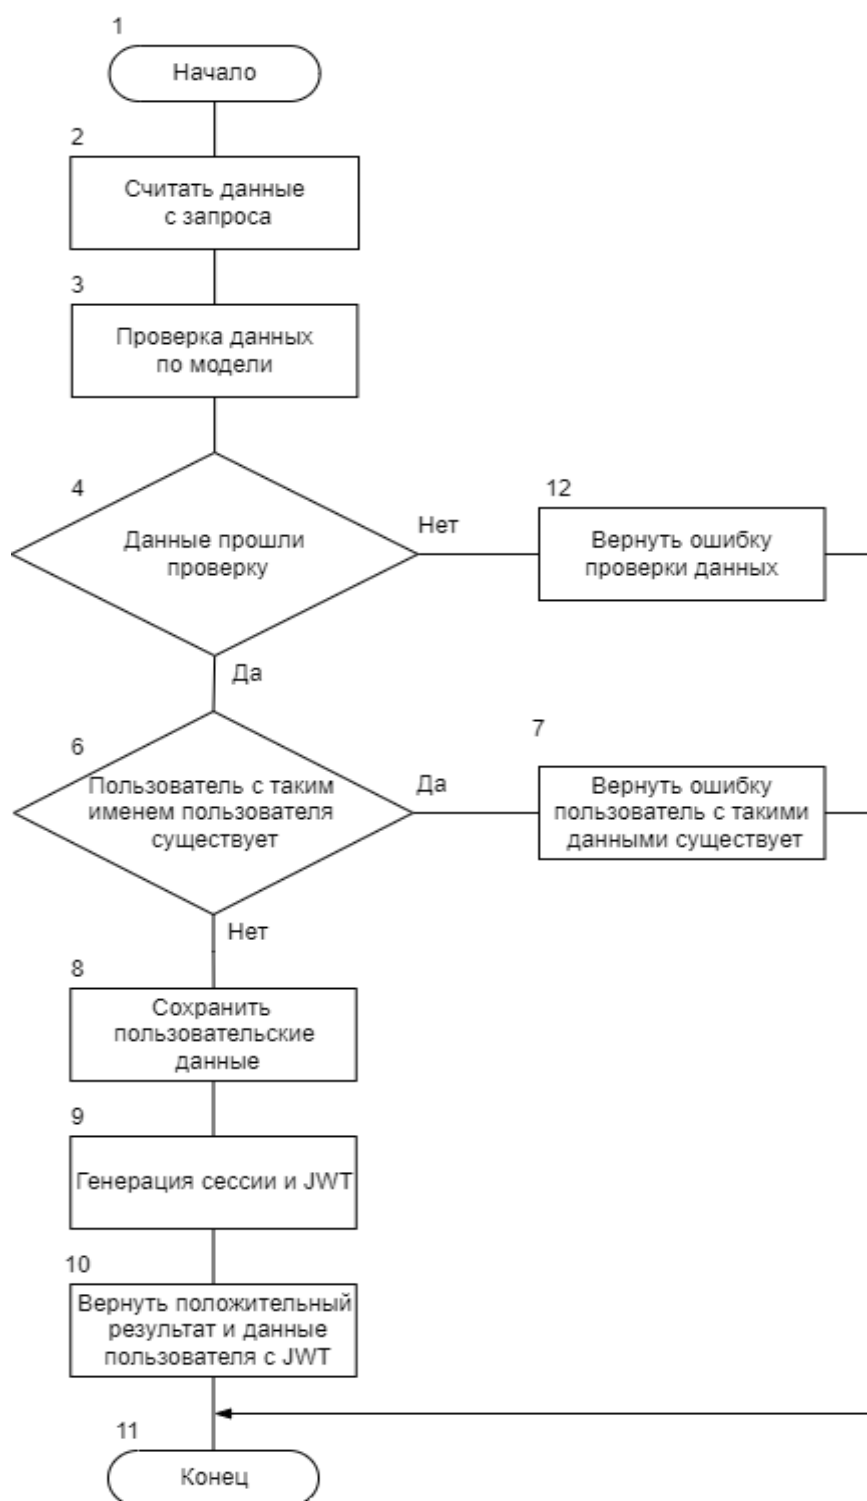 1
Начало
2
Считать данные
с запроса
3
Проверка данных
по модели
4
Данные прошли
проверку
Нет
12
Вернуть ошибку
проверки данных
Да
6
Пользователь с таким
именем пользователя
существует
Да
7
Вернуть ошибку
пользователь с такими
данными существует
Нет
8
Сохранить
пользовательские
данные
9
Генерация сессии и JWT
10
Вернуть положительный
результат и данные
пользователя с JWT
11
Конец